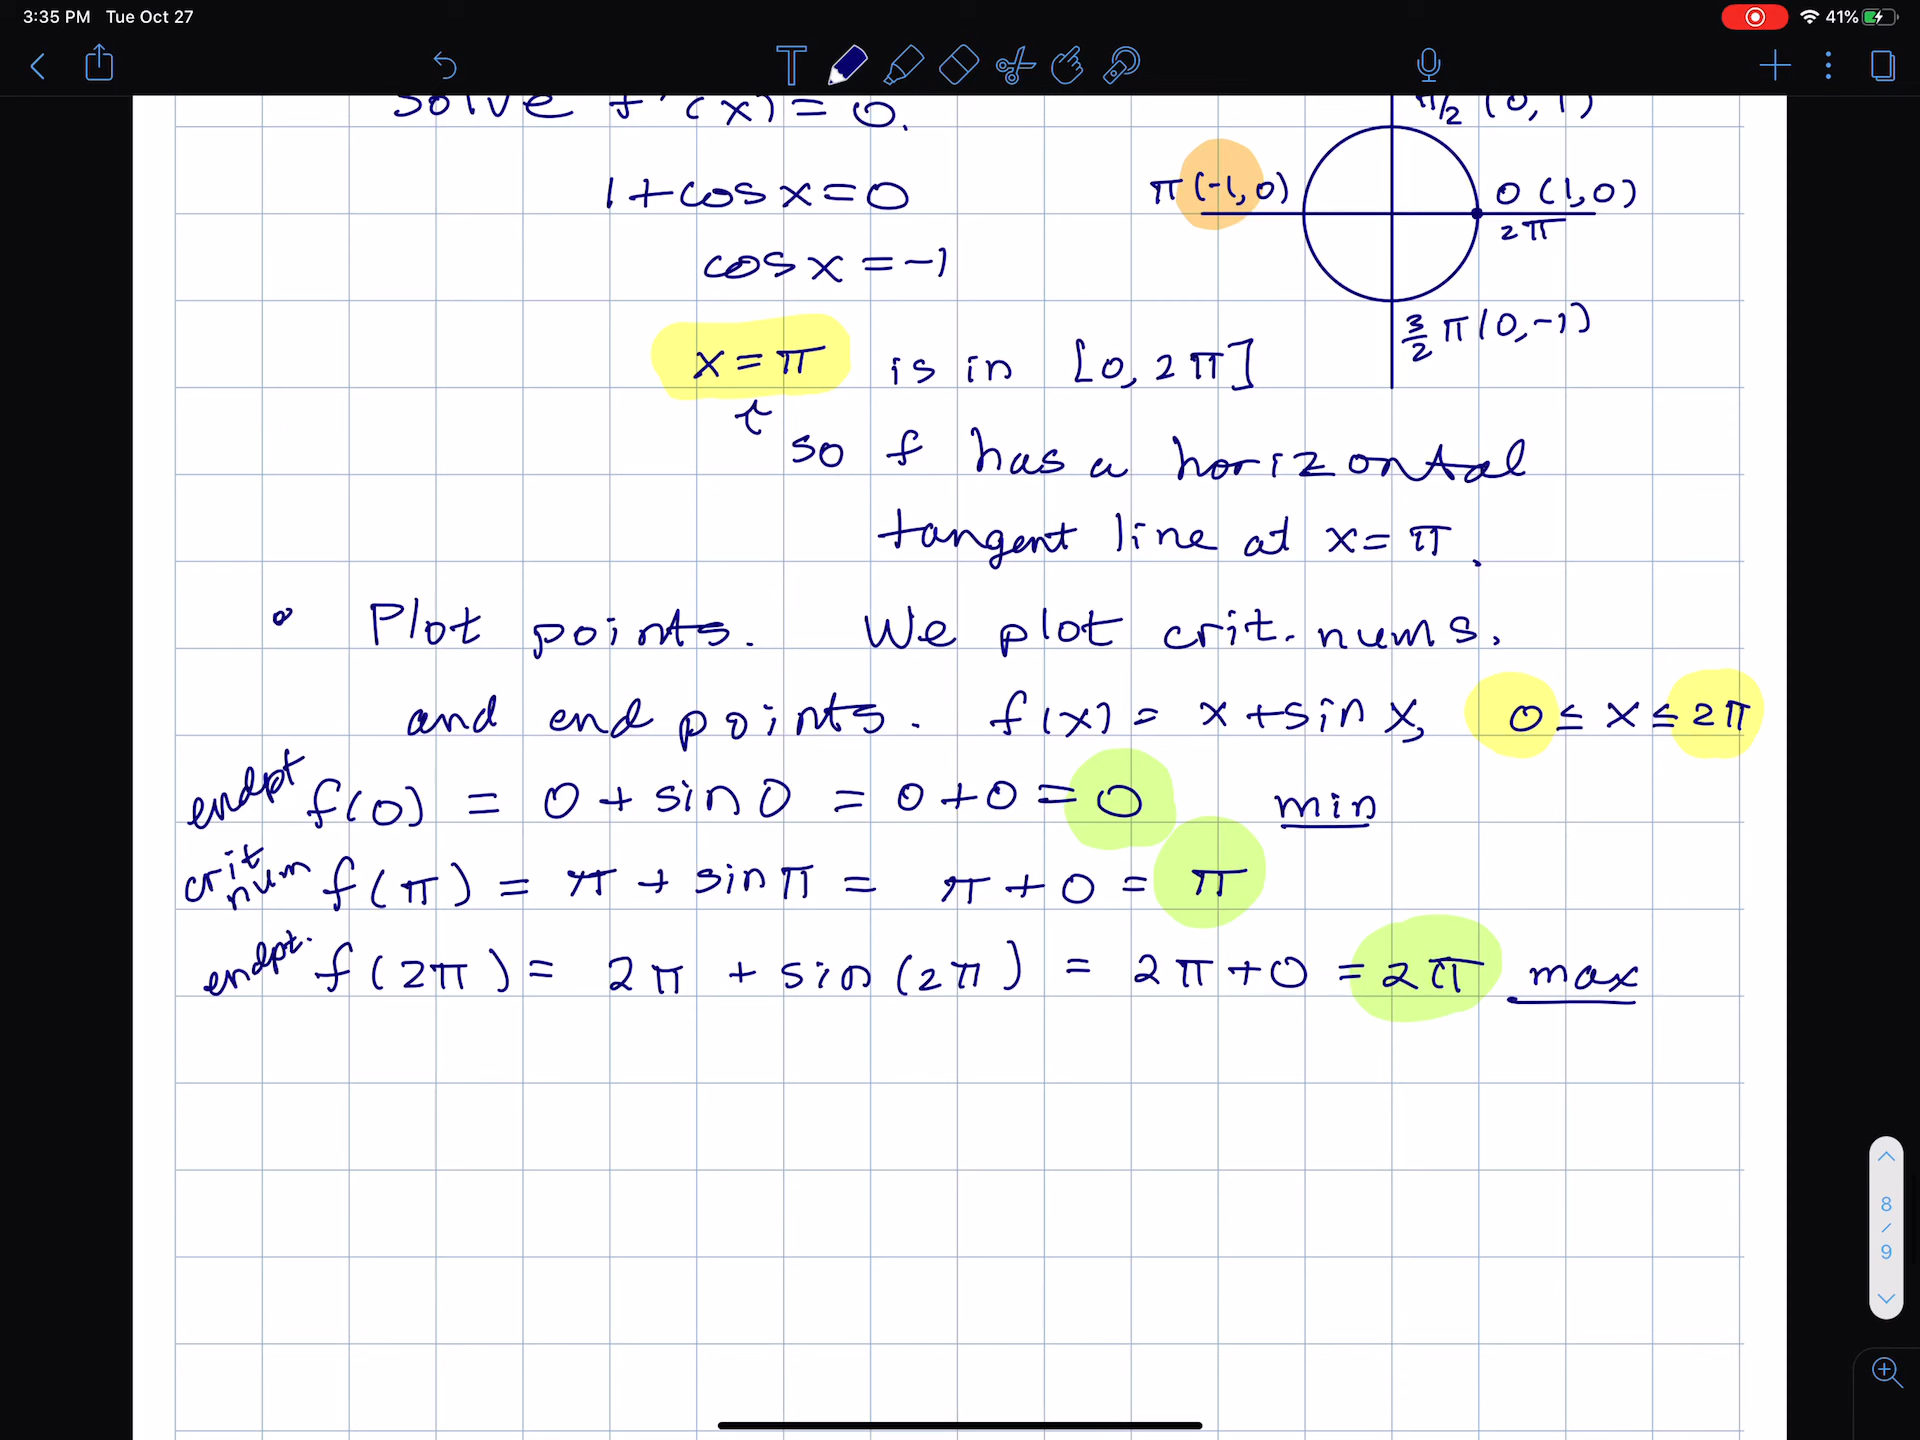 3:35 PM Tue Oct 27
41%
Solve f'(x) = 0.
π/2 (0, 1)
1 + cos x = 0
π (-1, 0)
0 (1, 0)
2π
cos x = -1
3/2 π (0, -1)
x = π is in [0, 2π]
so f has a horizontal
tangent line at x = π.
• Plot points. We plot crit. nums.
and end points. f(x) = x + sin x, 0 ≤ x ≤ 2π
endpt f(0) = 0 + sin 0 = 0 + 0 = 0 min
crit num f(π) = π + sin π = π + 0 = π
endpt. f(2π) = 2π + sin(2π) = 2π + 0 = 2π max
8
/
9